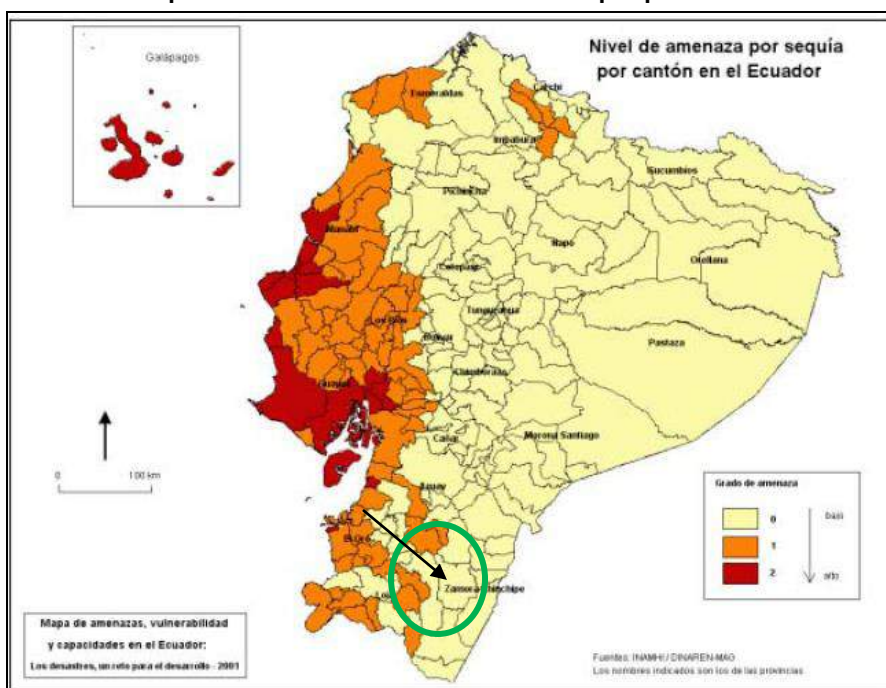 Galápagos
Nivel de amenaza por sequía
por cantón en el Ecuador
Esmeraldas
Carchi
Imbabura
Sucumbios
Pichincha
Manabí
Napo
Orellana
Cotopaxi
Los Ríos
Tungurahua
Bolívar
Pastaza
Guayas
Chimborazo
Cañar
Morona Santiago
Azuay
El Oro
Loja
Zamora Chinchipe
0
100 km
Grado de amenaza
0
bajo
1
2
alto
Mapa de amenazas, vulnerabilidad
y capacidades en el Ecuador:
Los desastres, un reto para el desarrollo - 2001
Fuentes: INAMHI / DINAREN-MAG
Los nombres indicados son los de las provincias